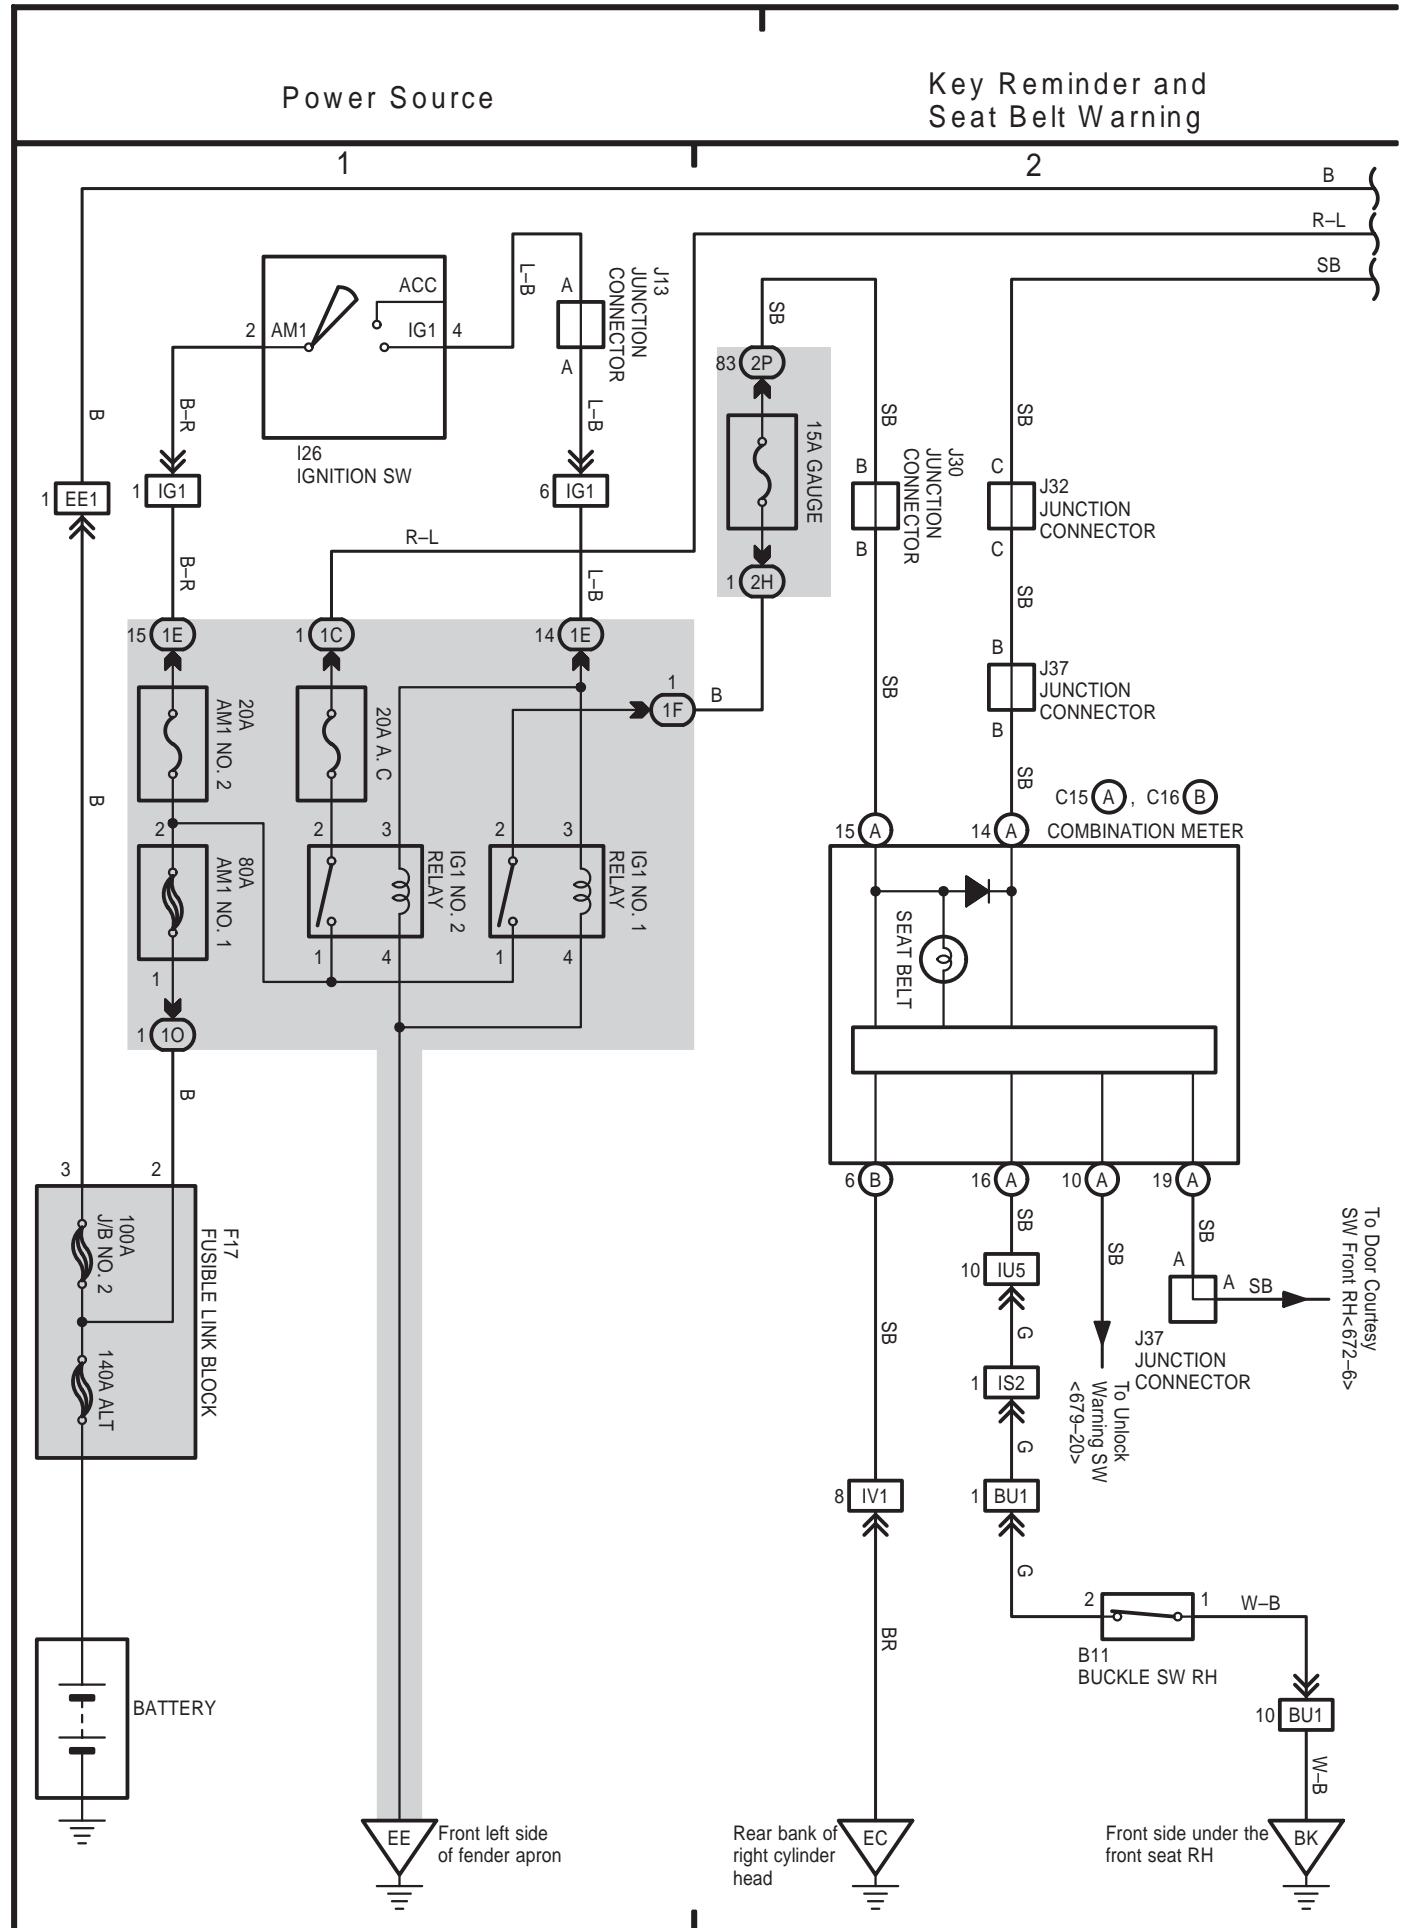 Power Source
Key Reminder and
Seat Belt Warning
1
2
B
R–L
SB
ACC
2
AM1
IG1
4
L–B
A
A
J13
JUNCTION
CONNECTOR
I26
IGNITION SW
B
B–R
L–B
1
EE1
1
IG1
6
IG1
R–L
B–R
L–B
SB
83
2P
15A GAUGE
1
2H
SB
B
B
J30
JUNCTION
CONNECTOR
SB
C
C
J32
JUNCTION
CONNECTOR
SB
B
B
J37
JUNCTION
CONNECTOR
SB
SB
15
1E
1
1C
14
1E
1
1F
B
20A
AM1 NO. 2
20A A. C
B
2
80A
AM1 NO. 1
1
2
3
IG1 NO. 2
RELAY
1
4
2
3
IG1 NO. 1
RELAY
1
4
1
1O
B
C15
A
, C16
B
COMBINATION METER
15
A
14
A
SEAT BELT
6
B
16
A
10
A
19
A
3
2
100A
J/B NO. 2
140A ALT
F17
FUSIBLE LINK BLOCK
BATTERY
SB
10
IU5
G
1
IS2
G
1
BU1
G
SB
To Unlock
Warning SW
<679–20>
SB
A
A
SB
J37
JUNCTION
CONNECTOR
To Door Courtesy
SW Front RH<672–6>
SB
8
IV1
BR
2
1
W–B
B11
BUCKLE SW RH
10
BU1
W–B
EE
Front left side
of fender apron
Rear bank of
right cylinder
head
EC
Front side under the
front seat RH
BK